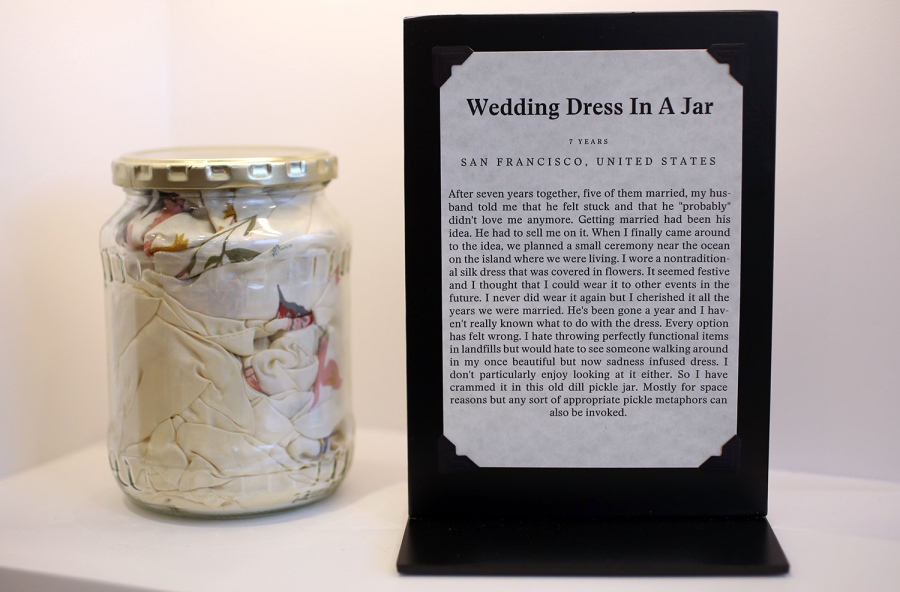 Wedding Dress In A Jar
7 YEARS
SAN FRANCISCO, UNITED STATES
After seven years together, five of them married, my hus-
band told me that he felt stuck and that he "probably"
didn't love me anymore. Getting married had been his
idea. He had to sell me on it. When I finally came around
to the idea, we planned a small ceremony near the ocean
on the island where we were living. I wore a nontradition-
al silk dress that was covered in flowers. It seemed festive
and I thought that I could wear it to other events in the
future. I never did wear it again but I cherished it all the
years we were married. He's been gone a year and I hav-
en't really known what to do with the dress. Every option
has felt wrong. I hate throwing perfectly functional items
in landfills but would hate to see someone walking around
in my once beautiful but now sadness infused dress. I
don't particularly enjoy looking at it either. So I have
crammed it in this old dill pickle jar. Mostly for space
reasons but any sort of appropriate pickle metaphors can
also be invoked.